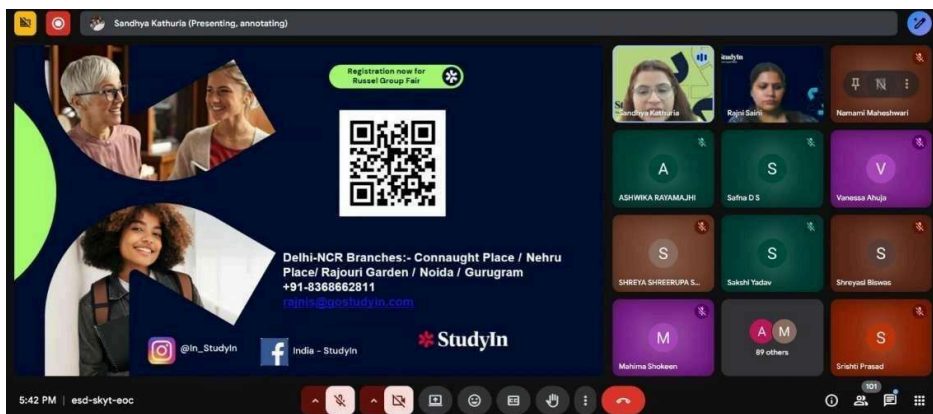 Sandhya Kathuria (Presenting, annotating)
Registration now for
Russel Group Fair
Delhi-NCR Branches:- Connaught Place / Nehru
Place/ Rajouri Garden / Noida / Gurugram
+91-8368662811
rajnis@gostudyin.com
@In_StudyIn
India - StudyIn
StudyIn
Sandhya Kathuria
StudyIn
Rajni Saini
Namami Maheshwari
A
ASHWIKA RAYAMAJHI
S
Safna D S
V
Vanessa Ahuja
S
SHREYA SHREERUPA S...
S
Sakshi Yadav
S
Shreyasi Biswas
M
Mahima Shokeen
A M
89 others
S
Srishti Prasad
5:42 PM | esd-skyt-eoc
101